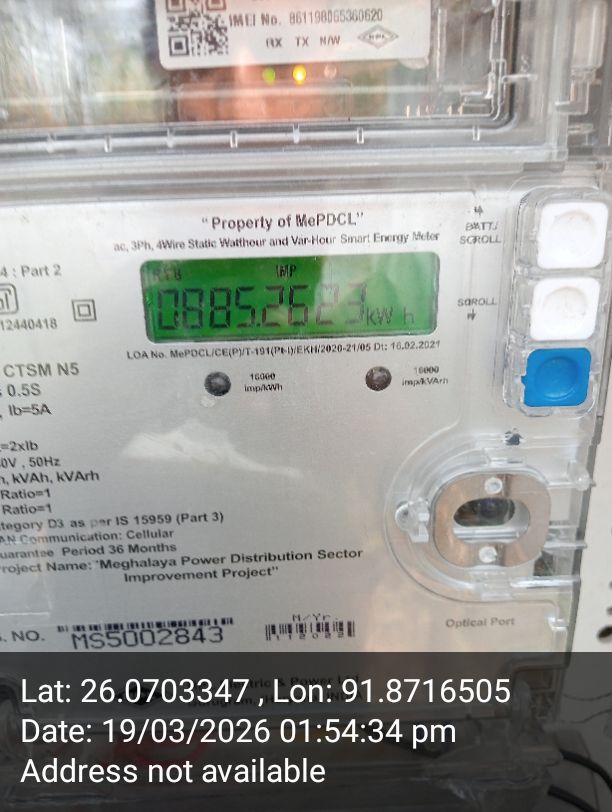 IMEI No. 861198065360620
RX TX N/W
"Property of MePDCL"
ac, 3Ph, 4Wire Static Watthour and Var-Hour Smart Energy Meter
BATT/
SCROLL
4 : Part 2
IMP
0885.2623 kW h
SCROLL
12440418
LOA No. MePDCL/CE(P)/T-191(Pt-I)/EKH/2020-21/05 Dt: 16.02.2021
CTSM N5
0.5S
16000
imp/kWh
16000
imp/kVArh
, Ib=5A
=2xIb
0V , 50Hz
h, kVAh, kVArh
Ratio=1
Ratio=1
ategory D3 as per IS 15959 (Part 3)
AN Communication: Cellular
uarantee Period 36 Months
roject Name: "Meghalaya Power Distribution Sector
Improvement Project"
M/Yr.
. NO. MS5002843
Optical Port
Lat: 26.0703347 , Lon: 91.8716505
Date: 19/03/2026 01:54:34 pm
Address not available